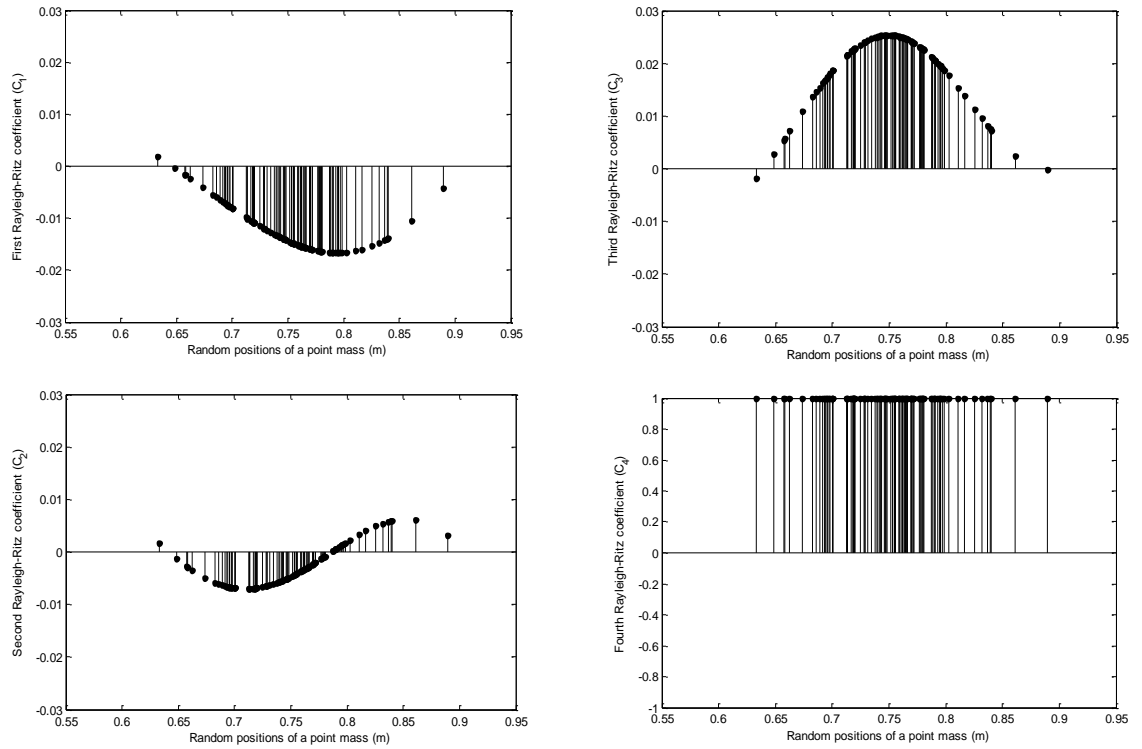 0.03
0.02
0.01
0
-0.01
-0.02
-0.03
First Rayleigh-Ritz coefficient (C1)
0.55 0.6 0.65 0.7 0.75 0.8 0.85 0.9 0.95
Random positions of a point mass (m)
0.03
0.02
0.01
0
-0.01
-0.02
-0.03
Third Rayleigh-Ritz coefficient (C3)
0.55 0.6 0.65 0.7 0.75 0.8 0.85 0.9 0.95
Random positions of a point mass (m)
0.03
0.02
0.01
0
-0.01
-0.02
-0.03
Second Rayleigh-Ritz coefficient (C2)
0.55 0.6 0.65 0.7 0.75 0.8 0.85 0.9 0.95
Random positions of a point mass (m)
1
0.8
0.6
0.4
0.2
0
-0.2
-0.4
-0.6
-0.8
-1
Fourth Rayleigh-Ritz coefficient (C4)
0.55 0.6 0.65 0.7 0.75 0.8 0.85 0.9 0.95
Random positions of a point mass (m)